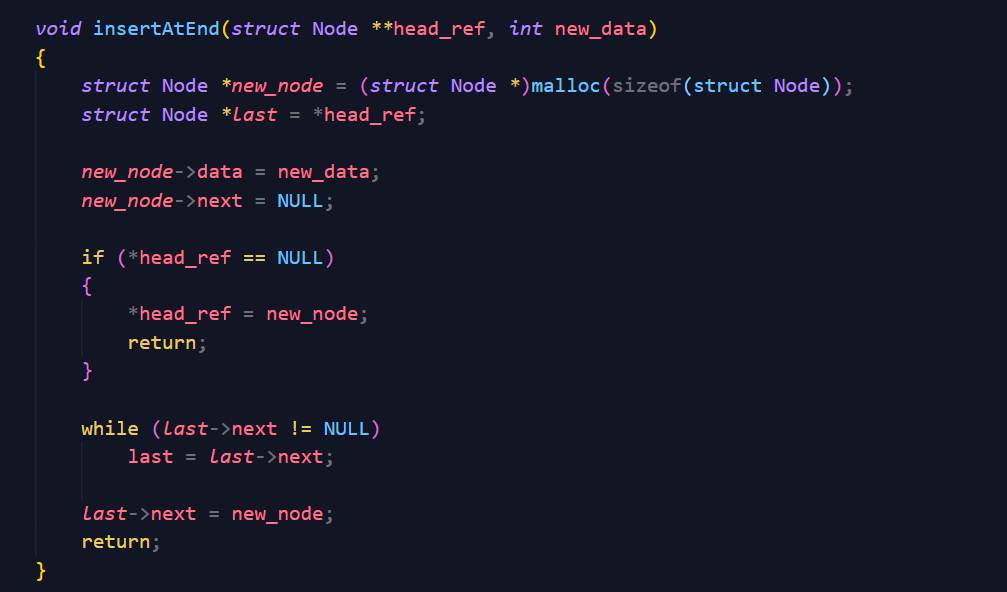 void insertAtEnd(struct Node **head_ref, int new_data)
{
    struct Node *new_node = (struct Node *)malloc(sizeof(struct Node));
    struct Node *last = *head_ref;

    new_node->data = new_data;
    new_node->next = NULL;

    if (*head_ref == NULL)
    {
        *head_ref = new_node;
        return;
    }

    while (last->next != NULL)
        last = last->next;

    last->next = new_node;
    return;
}